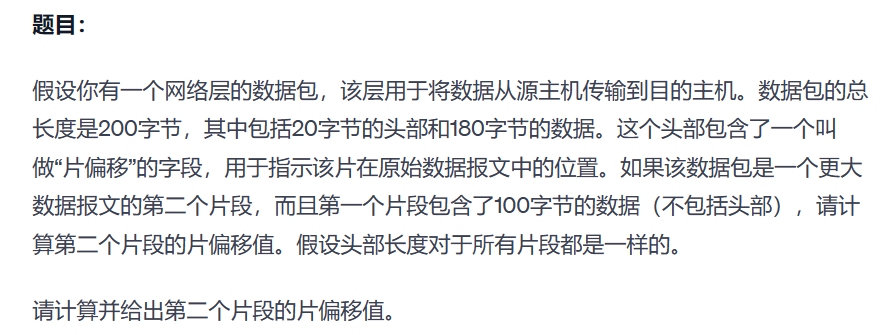 题目：
假设你有一个网络层的数据包，该层用于将数据从源主机传输到目的主机。数据包的总
长度是200字节，其中包括20字节的头部和180字节的数据。这个头部包含了一个叫
做“片偏移”的字段，用于指示该片在原始数据报文中的位置。如果该数据包是一个更大
数据报文的第二个片段，而且第一个片段包含了100字节的数据（不包括头部），请计
算第二个片段的片偏移值。假设头部长度对于所有片段都是一样的。
请计算并给出第二个片段的片偏移值。